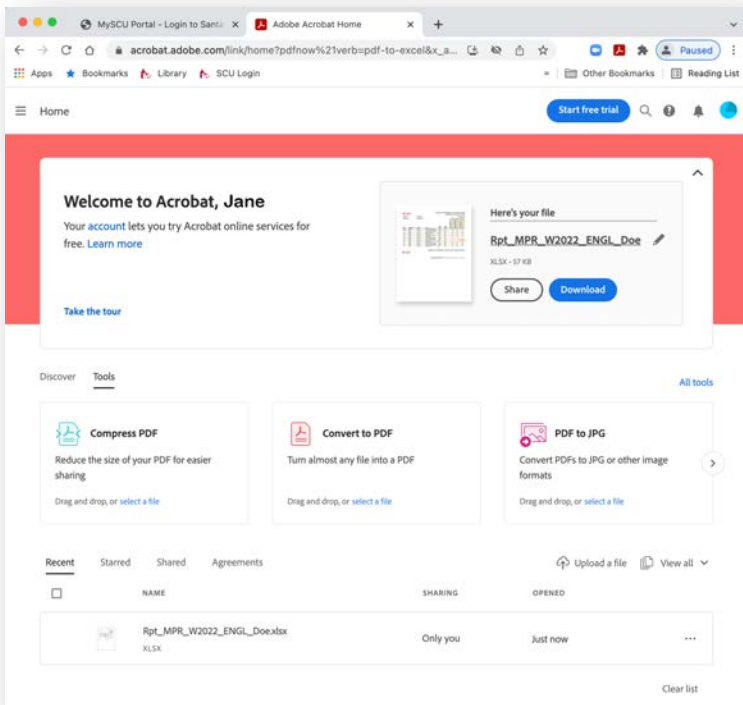 MySCU Portal - Login to Santa
Adobe Acrobat Home
acrobat.adobe.com/link/home?pdfnow%21verb=pdf-to-excel&x_a...
Paused
Apps
Bookmarks
Library
SCU Login
»
Other Bookmarks
Reading List
Home
Start free trial
Welcome to Acrobat, Jane
Your account lets you try Acrobat online services for
free. Learn more
Take the tour
Here's your file
Rpt_MPR_W2022_ENGL_Doe
XLSX - 57 KB
Share
Download
Discover
Tools
All tools
Compress PDF
Reduce the size of your PDF for easier
sharing
Drag and drop, or select a file
Convert to PDF
Turn almost any file into a PDF
Drag and drop, or select a file
PDF to JPG
Convert PDFs to JPG or other image
formats
Drag and drop, or select a file
Recent
Starred
Shared
Agreements
Upload a file
View all
NAME
SHARING
OPENED
Rpt_MPR_W2022_ENGL_Doe.xlsx
XLSX
Only you
Just now
Clear list